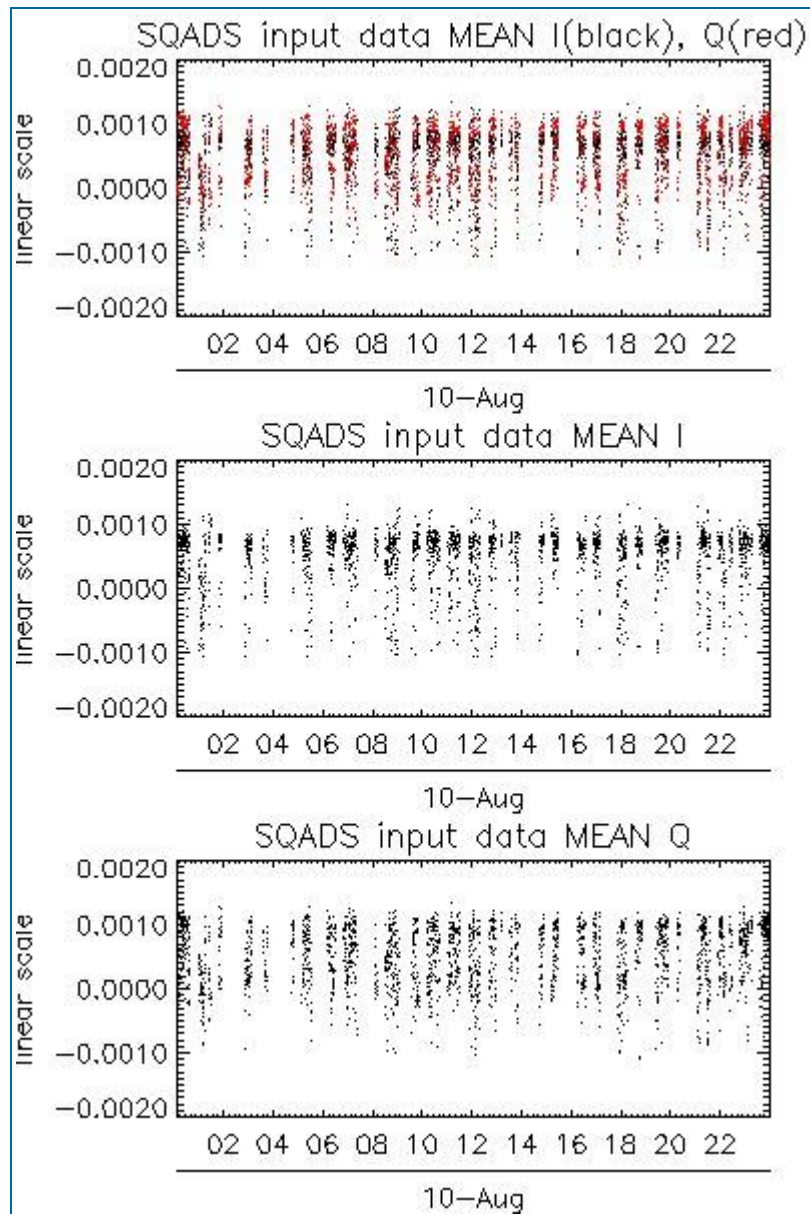 SQADS input data MEAN I(black), Q(red)
0.0020
0.0010
0.0000
−0.0010
−0.0020
linear scale
02 04 06 08 10 12 14 16 18 20 22
10−Aug
SQADS input data MEAN I
0.0020
0.0010
0.0000
−0.0010
−0.0020
linear scale
02 04 06 08 10 12 14 16 18 20 22
10−Aug
SQADS input data MEAN Q
0.0020
0.0010
0.0000
−0.0010
−0.0020
linear scale
02 04 06 08 10 12 14 16 18 20 22
10−Aug